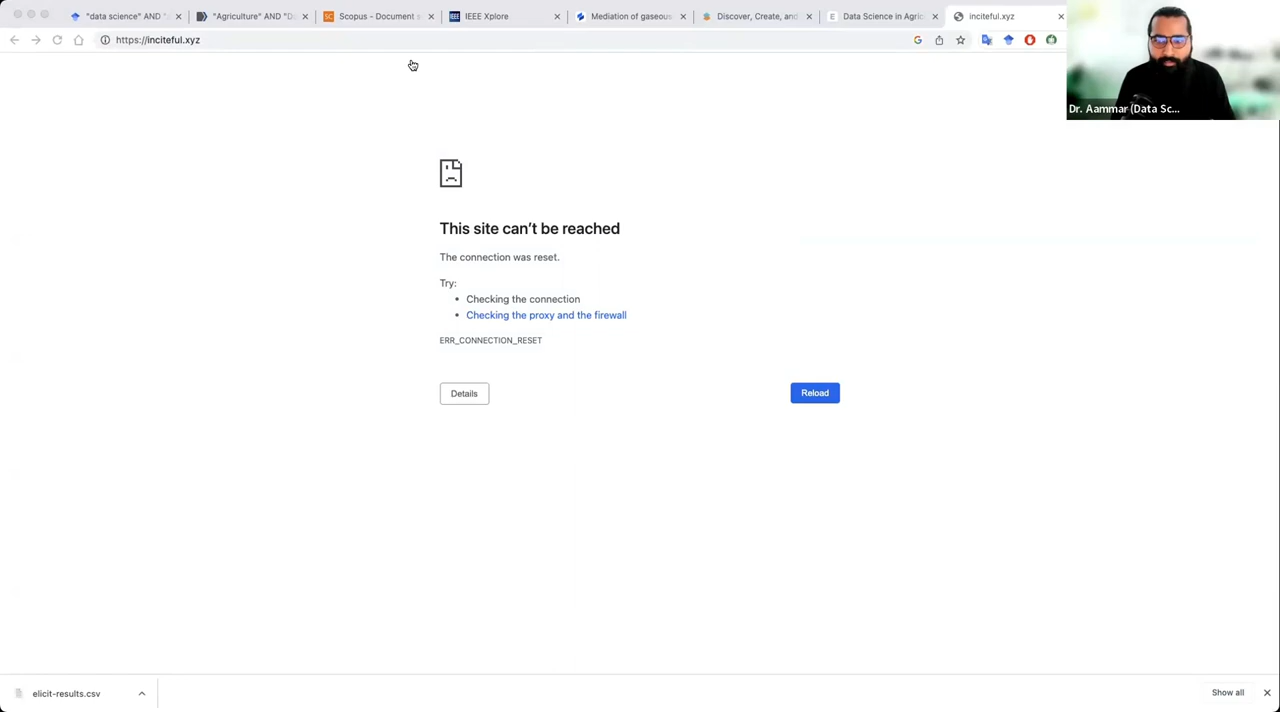 "data science" AND "a
"Agriculture" AND "Da
Scopus - Document s
IEEE Xplore
Mediation of gaseous
Discover, Create, and
Data Science in Agric
inciteful.xyz
https://inciteful.xyz
Dr. Aammar (Data Sc...
This site can't be reached
The connection was reset.
Try:
• Checking the connection
• Checking the proxy and the firewall
ERR_CONNECTION_RESET
Details
Reload
elicit-results.csv
Show all